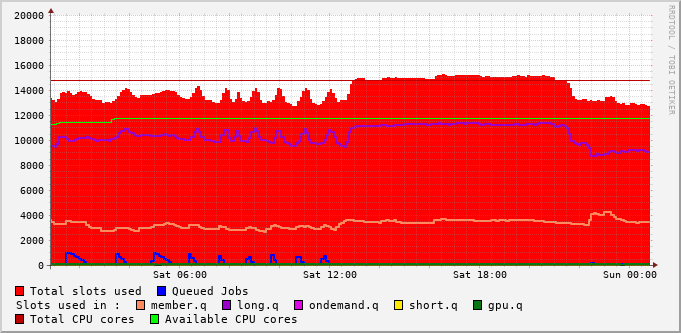 20000
18000
16000
14000
12000
10000
8000
6000
4000
2000
0
Sat 06:00 Sat 12:00 Sat 18:00 Sun 00:00
RRDTOOL / TOBI OETIKER
Total slots used Queued Jobs
Slots used in : member.q long.q ondemand.q short.q gpu.q
Total CPU cores Available CPU cores